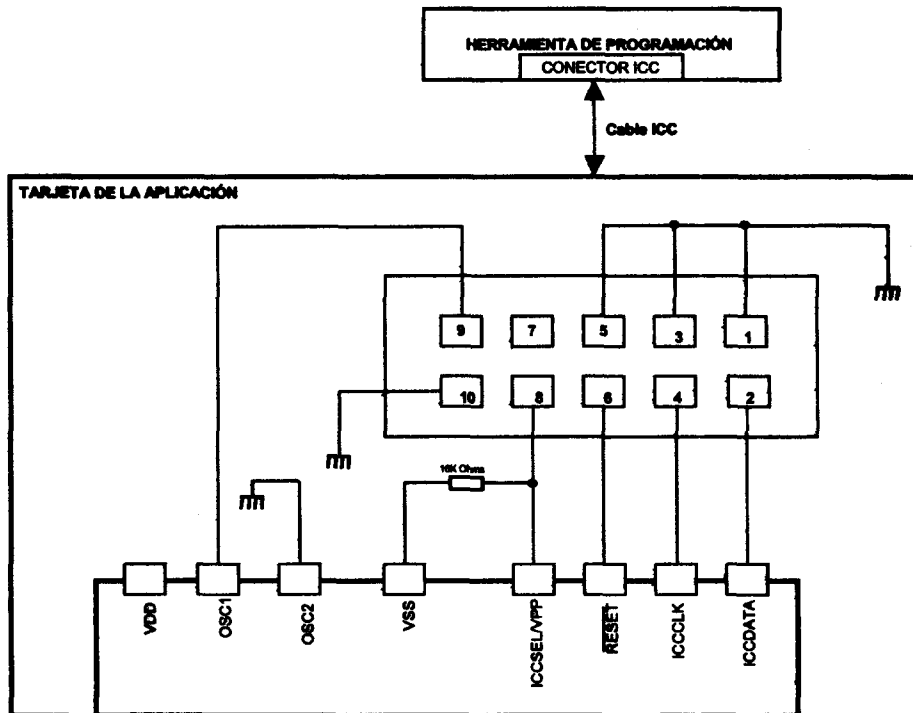 HERRAMIENTA DE PROGRAMACIÓN
CONECTOR ICC
Cable ICC
TARJETA DE LA APLICACIÓN
9 7 5 3 1
10 8 6 4 2
10K Ohms
VDD OSC1 OSC2 VSS ICCSEL/VPP RESET ICCCLK ICCDATA